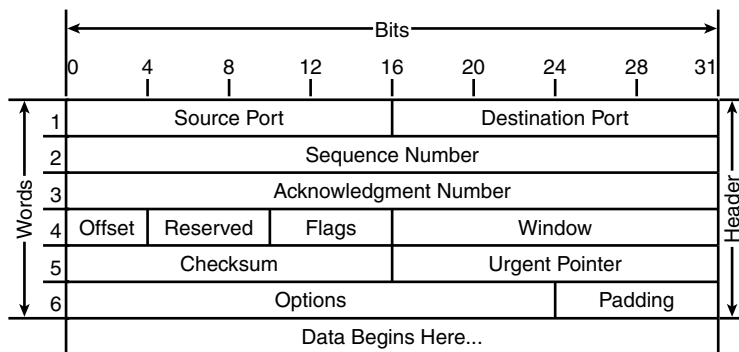 Bits
0 4 8 12 16 20 24 28 31
Words
Header
1 Source Port Destination Port
2 Sequence Number
3 Acknowledgment Number
4 Offset Reserved Flags Window
5 Checksum Urgent Pointer
6 Options Padding
Data Begins Here...